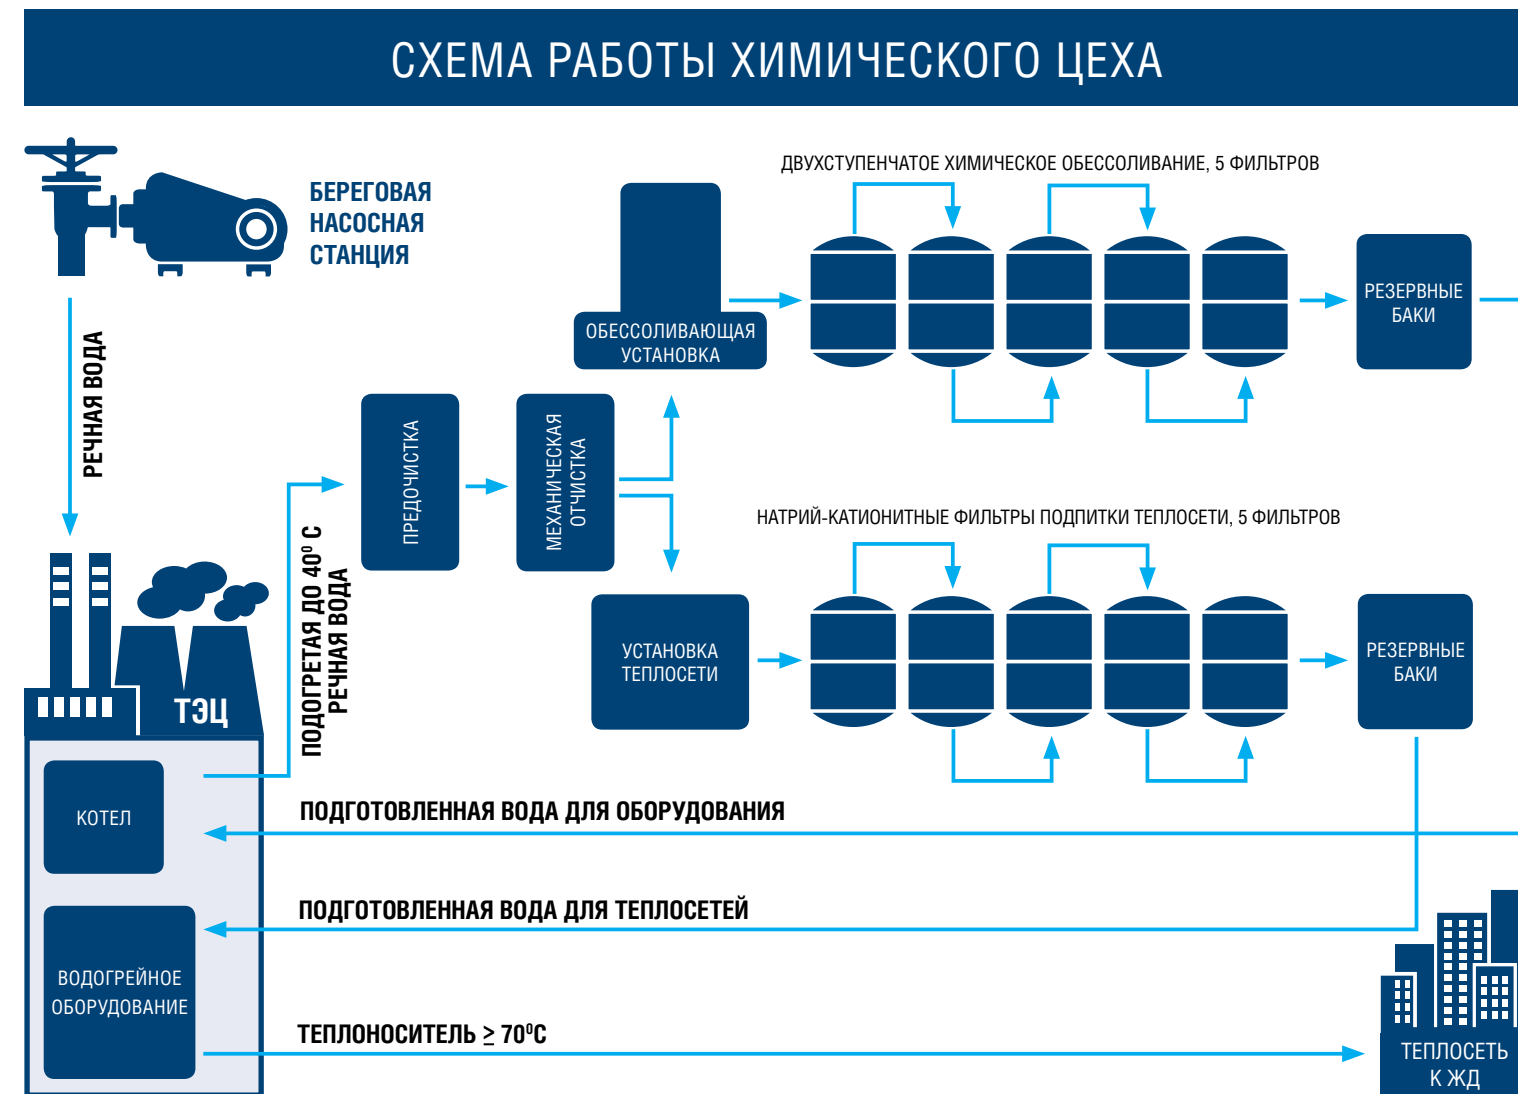 СХЕМА РАБОТЫ ХИМИЧЕСКОГО ЦЕХА
БЕРЕГОВАЯ
НАСОСНАЯ
СТАНЦИЯ
ДВУХСТУПЕНЧАТОЕ ХИМИЧЕСКОЕ ОБЕССОЛИВАНИЕ, 5 ФИЛЬТРОВ
ОБЕССОЛИВАЮЩАЯ
УСТАНОВКА
РЕЗЕРВНЫЕ
БАКИ
РЕЧНАЯ ВОДА
ПРЕДОЧИСТКА
МЕХАНИЧЕСКАЯ
ОТЧИСТКА
НАТРИЙ-КАТИОНИТНЫЕ ФИЛЬТРЫ ПОДПИТКИ ТЕПЛОСЕТИ, 5 ФИЛЬТРОВ
ПОДОГРЕТАЯ ДО 40⁰ С
РЕЧНАЯ ВОДА
УСТАНОВКА
ТЕПЛОСЕТИ
РЕЗЕРВНЫЕ
БАКИ
ТЭЦ
КОТЕЛ
ПОДГОТОВЛЕННАЯ ВОДА ДЛЯ ОБОРУДОВАНИЯ
ПОДГОТОВЛЕННАЯ ВОДА ДЛЯ ТЕПЛОСЕТЕЙ
ВОДОГРЕЙНОЕ
ОБОРУДОВАНИЕ
ТЕПЛОНОСИТЕЛЬ ≥ 70⁰С
ТЕПЛОСЕТЬ
К ЖД